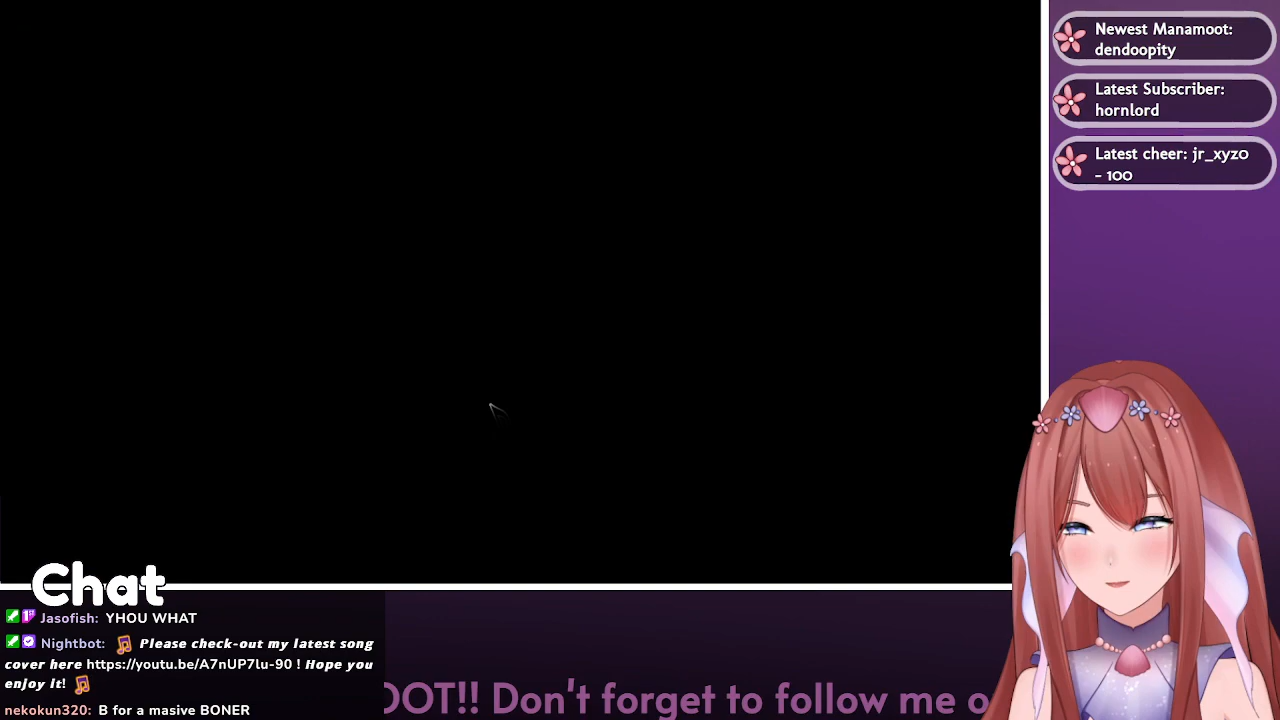 Newest Manamoot:
dendoopity
Latest Subscriber:
hornlord
Latest cheer: jr_xyz0
- 100
Chat
Jasofish: YHOU WHAT
Nightbot: Please check-out my latest song
cover here https://youtu.be/A7nUP7lu-90 ! Hope you
enjoy it!
nekokun320: B for a masive BONER
OOT!! Don't forget to follow me o